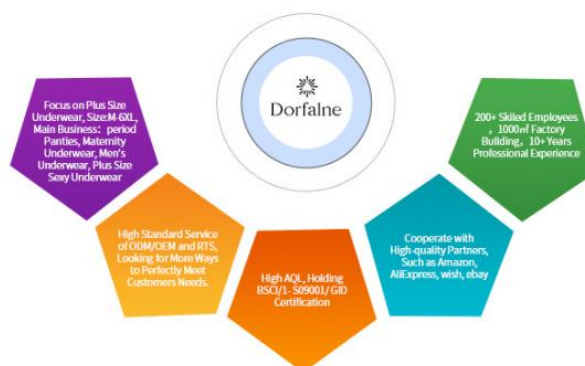 Dorfalne
Focus on Plus Size
Underwear, Size:M-6XL,
Main Business: period
Panties, Maternity
Underwear, Men's
Underwear, Plus Size
Sexy Underwear
High Standard Service
of ODM/OEM and RTS,
Looking for More Ways
to Perfectly Meet
Customers Needs.
High AQL, Holding
BSCI/1- S09001/ GID
Certification
Cooperate with
High-quality Partners,
Such as Amazon,
AliExpress, wish, ebay
200+ Skiled Employees
, 1000㎡ Factory
Building, 10+ Years
Professional Experience